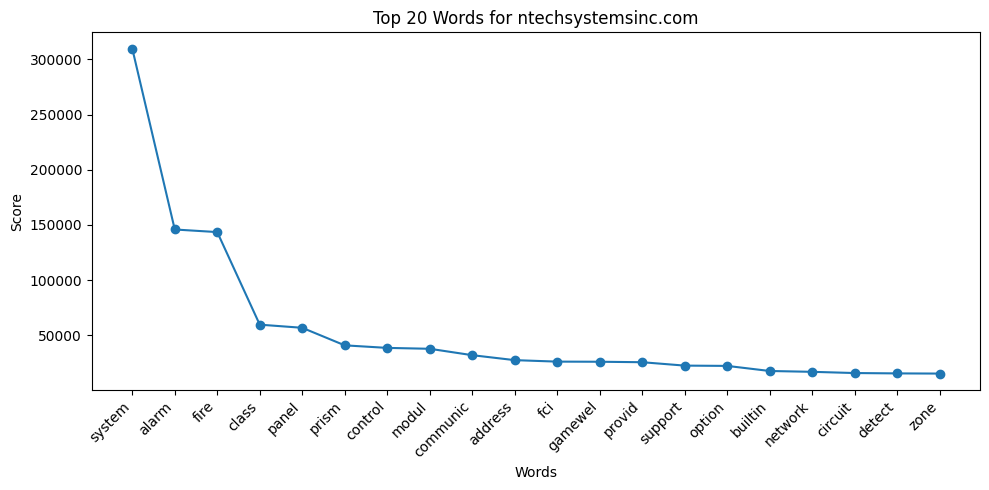 Top 20 Words for ntechsystemsinc.com
300000
250000
200000
150000
100000
50000
Score
system
alarm
fire
class
panel
prism
control
modul
communic
address
fci
gamewel
provid
support
option
builtin
network
circuit
detect
zone
Words